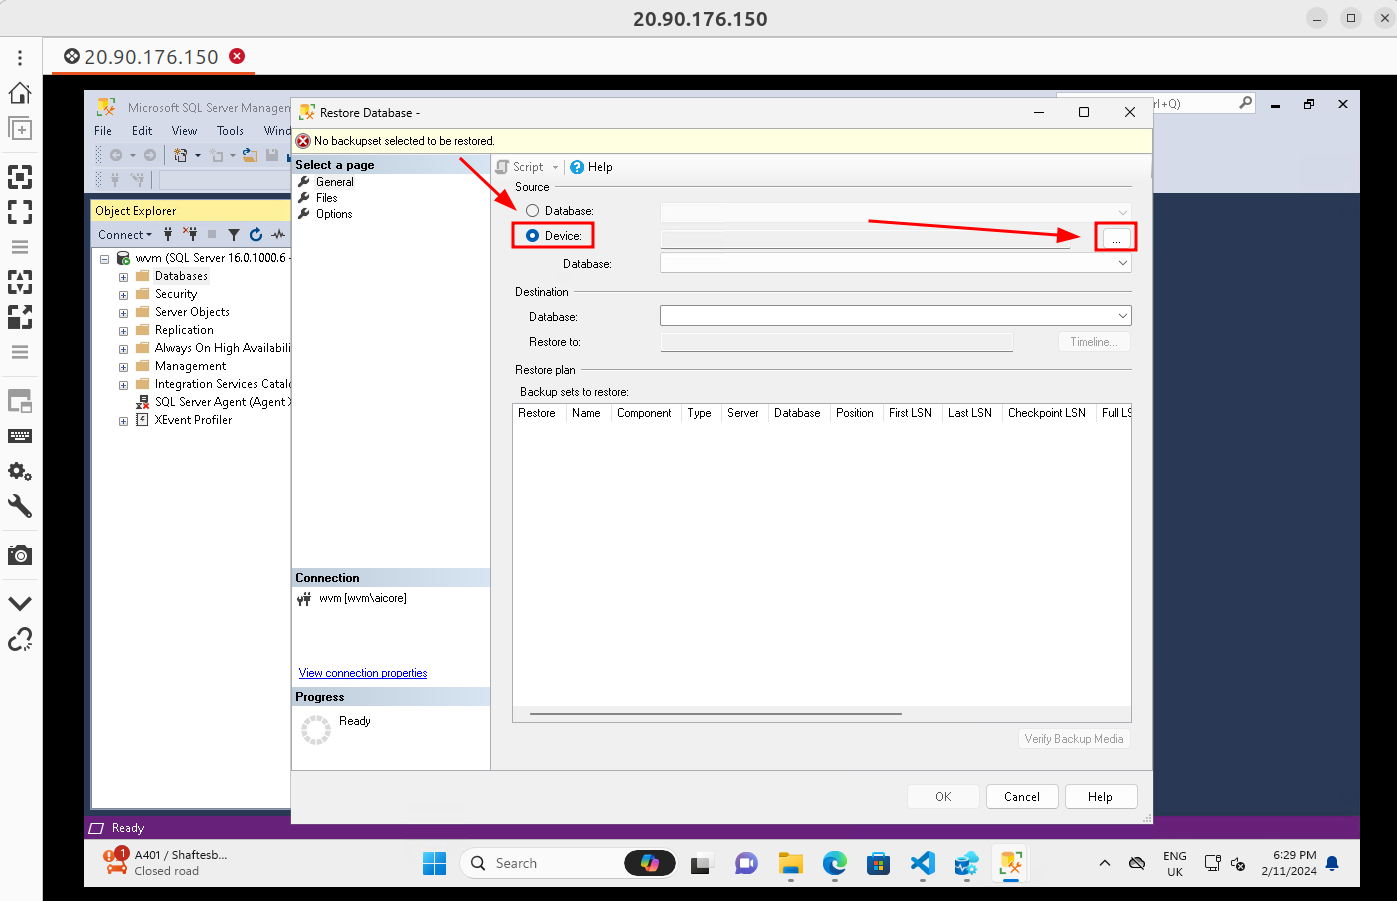 20.90.176.150
20.90.176.150
Microsoft SQL Server Managem
rl+Q)
File Edit View Tools Wind
Restore Database -
No backupset selected to be restored.
Select a page
General
Files
Options
Script
Help
Source
Database:
Device:
...
Database:
Destination
Database:
Restore to:
Timeline...
Restore plan
Backup sets to restore:
Restore Name Component Type Server Database Position First LSN Last LSN Checkpoint LSN Full LS
Object Explorer
Connect
wvm (SQL Server 16.0.1000.6 -
Databases
Security
Server Objects
Replication
Always On High Availabili
Management
Integration Services Catalo
SQL Server Agent (Agent X
XEvent Profiler
Connection
wvm [wvm\aicore]
View connection properties
Progress
Ready
Verify Backup Media
OK Cancel Help
Ready
1
A401 / Shaftesb...
Closed road
Search
ENG
UK
6:29 PM
2/11/2024